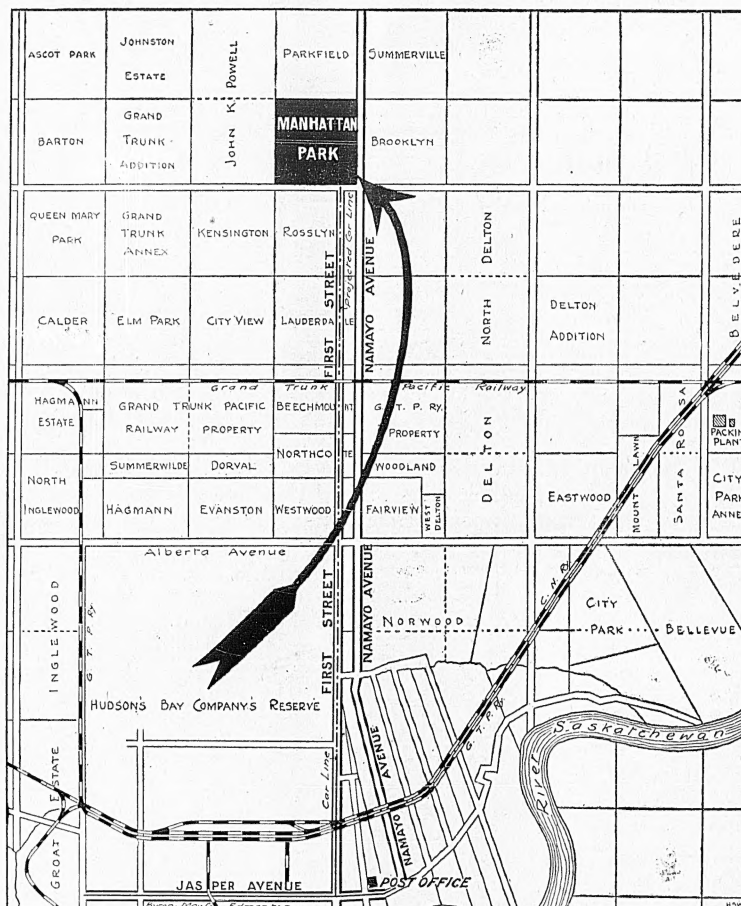 ASCOT PARK
JOHNSTON
ESTATE
JOHN K. POWELL
PARKFIELD
SUMMERVILLE
BARTON
GRAND
TRUNK
ADDITION
MANHATTAN
PARK
BROOKLYN
QUEEN MARY
PARK
GRAND
TRUNK
ANNEX
KENSINGTON
ROSSLYN
FIRST STREET
Projected Car Line
NAMAYO AVENUE
NORTH DELTON
BELVEDERE
CALDER
ELM PARK
CITY VIEW
LAUDERDALE
DELTON
ADDITION
Grand Trunk Pacific Railway
HAGMANN
ESTATE
GRAND TRUNK PACIFIC
RAILWAY PROPERTY
BEECHMOUNT
G. T. P. RY.
PROPERTY
DELTON
SANTA ROSA
PACKIN
PLANT
SUMMERWILDE
DORVAL
NORTHCOTE
WOODLAND
MOUNT LAWN
NORTH
INGLEWOOD
HAGMANN
EVANSTON
WESTWOOD
FAIRVIEW
WEST
DELTON
EASTWOOD
CITY
PARK
ANNE
Alberta Avenue
INGLEWOOD
G. T. P. Ry.
FIRST STREET
NAMAYO AVENUE
NORWOOD
C. N. Ry.
CITY
PARK
BELLEVUE
HUDSON'S BAY COMPANY'S RESERVE
G. T. P. Ry.
River Saskatchewan
GROAT ESTATE
Car Line
NAMAYO AVENUE
JASPER AVENUE
POST OFFICE